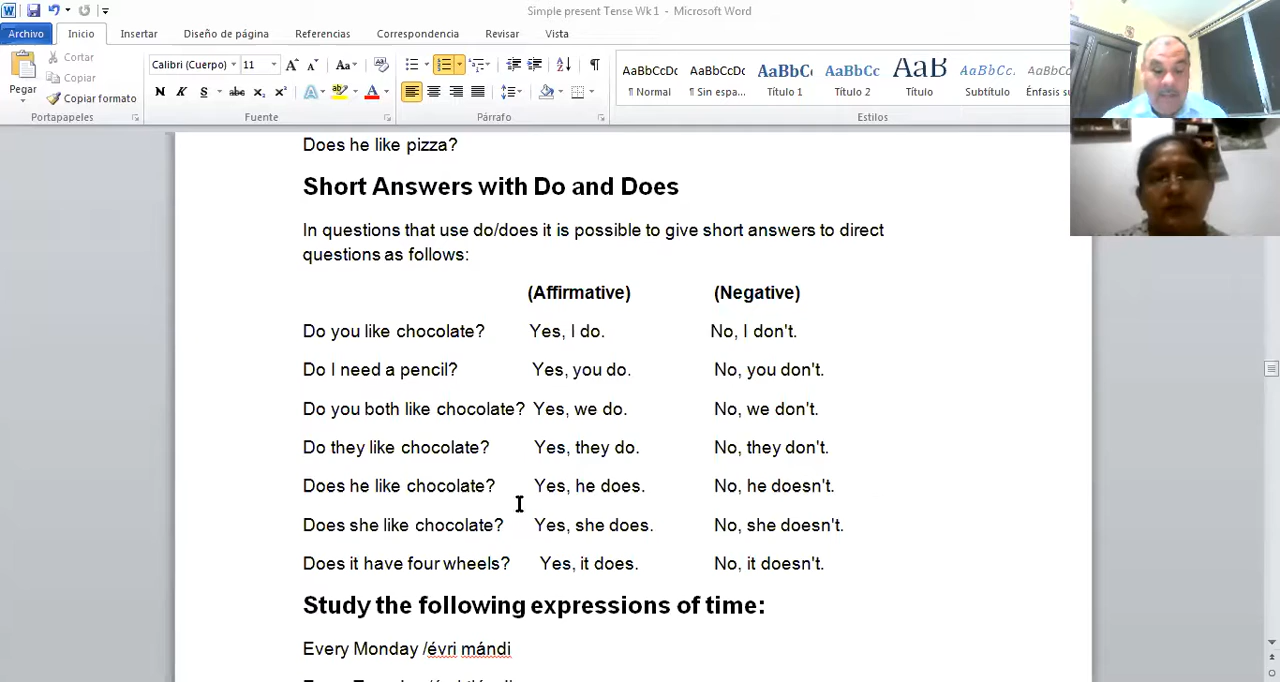 Simple present Tense Wk1 - Microsoft Word
Archivo Inicio Insertar Diseño de página Referencias Correspondencia Revisar Vista
Pegar
Cortar
Copiar
Copiar formato
Portapapeles
Calibri (Cuerpo) 11
Fuente
Párrafo
AaBbCcDc AaBbCcDc AaBbC AaBbCc AaB AaBbCc AaBbCc
¶ Normal ¶ Sin espa... Título 1 Título 2 Título Subtítulo Énfasis
Estilos
Does he like pizza?
Short Answers with Do and Does
In questions that use do/does it is possible to give short answers to direct
questions as follows:
(Affirmative) (Negative)
Do you like chocolate? Yes, I do. No, I don't.
Do I need a pencil? Yes, you do. No, you don't.
Do you both like chocolate? Yes, we do. No, we don't.
Do they like chocolate? Yes, they do. No, they don't.
Does he like chocolate? Yes, he does. No, he doesn't.
Does she like chocolate? Yes, she does. No, she doesn't.
Does it have four wheels? Yes, it does. No, it doesn't.
Study the following expressions of time:
Every Monday /évri mándi